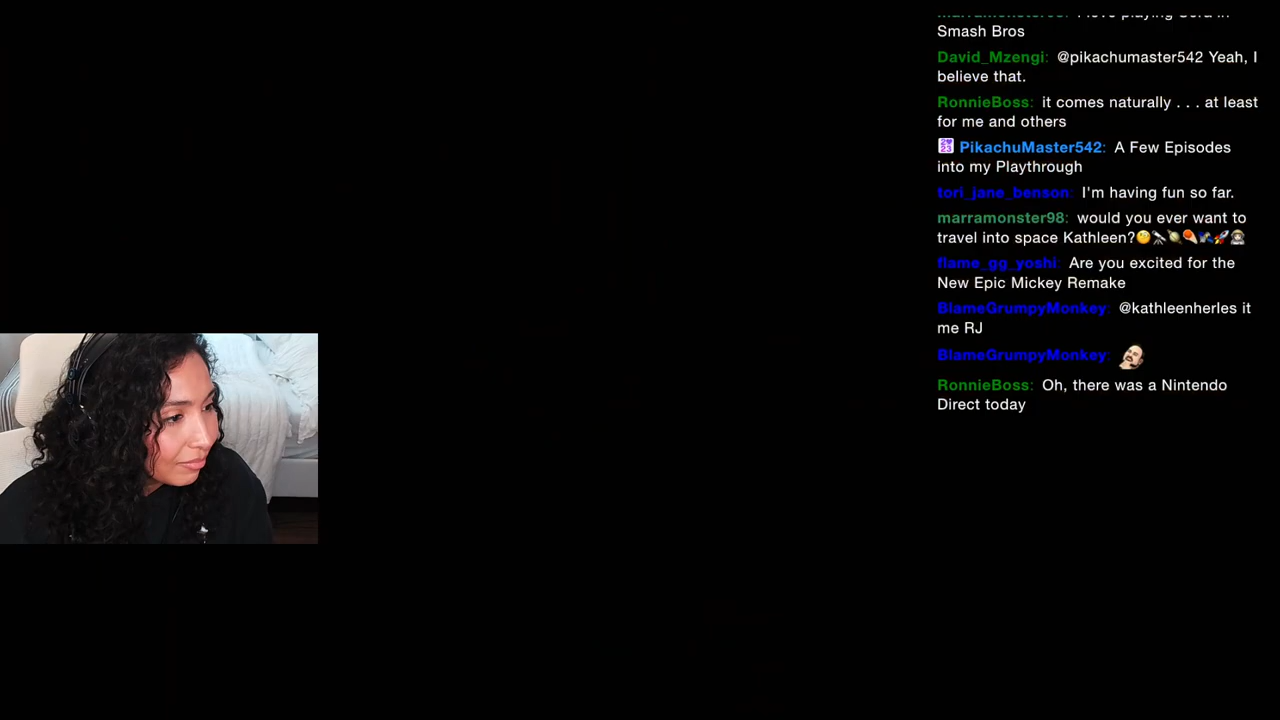 Smash Bros
David_Mzengi: @pikachumaster542 Yeah, I
believe that.
RonnieBoss: it comes naturally . . . at least
for me and others
PikachuMaster542: A Few Episodes
into my Playthrough
tori_jane_benson: I'm having fun so far.
marramonster98: would you ever want to
travel into space Kathleen?🧐🔭🪐☄️🌌🚀👩‍🚀
flame_gg_yoshi: Are you excited for the
New Epic Mickey Remake
BlameGrumpyMonkey: @kathleenherles it
me RJ
BlameGrumpyMonkey:
RonnieBoss: Oh, there was a Nintendo
Direct today